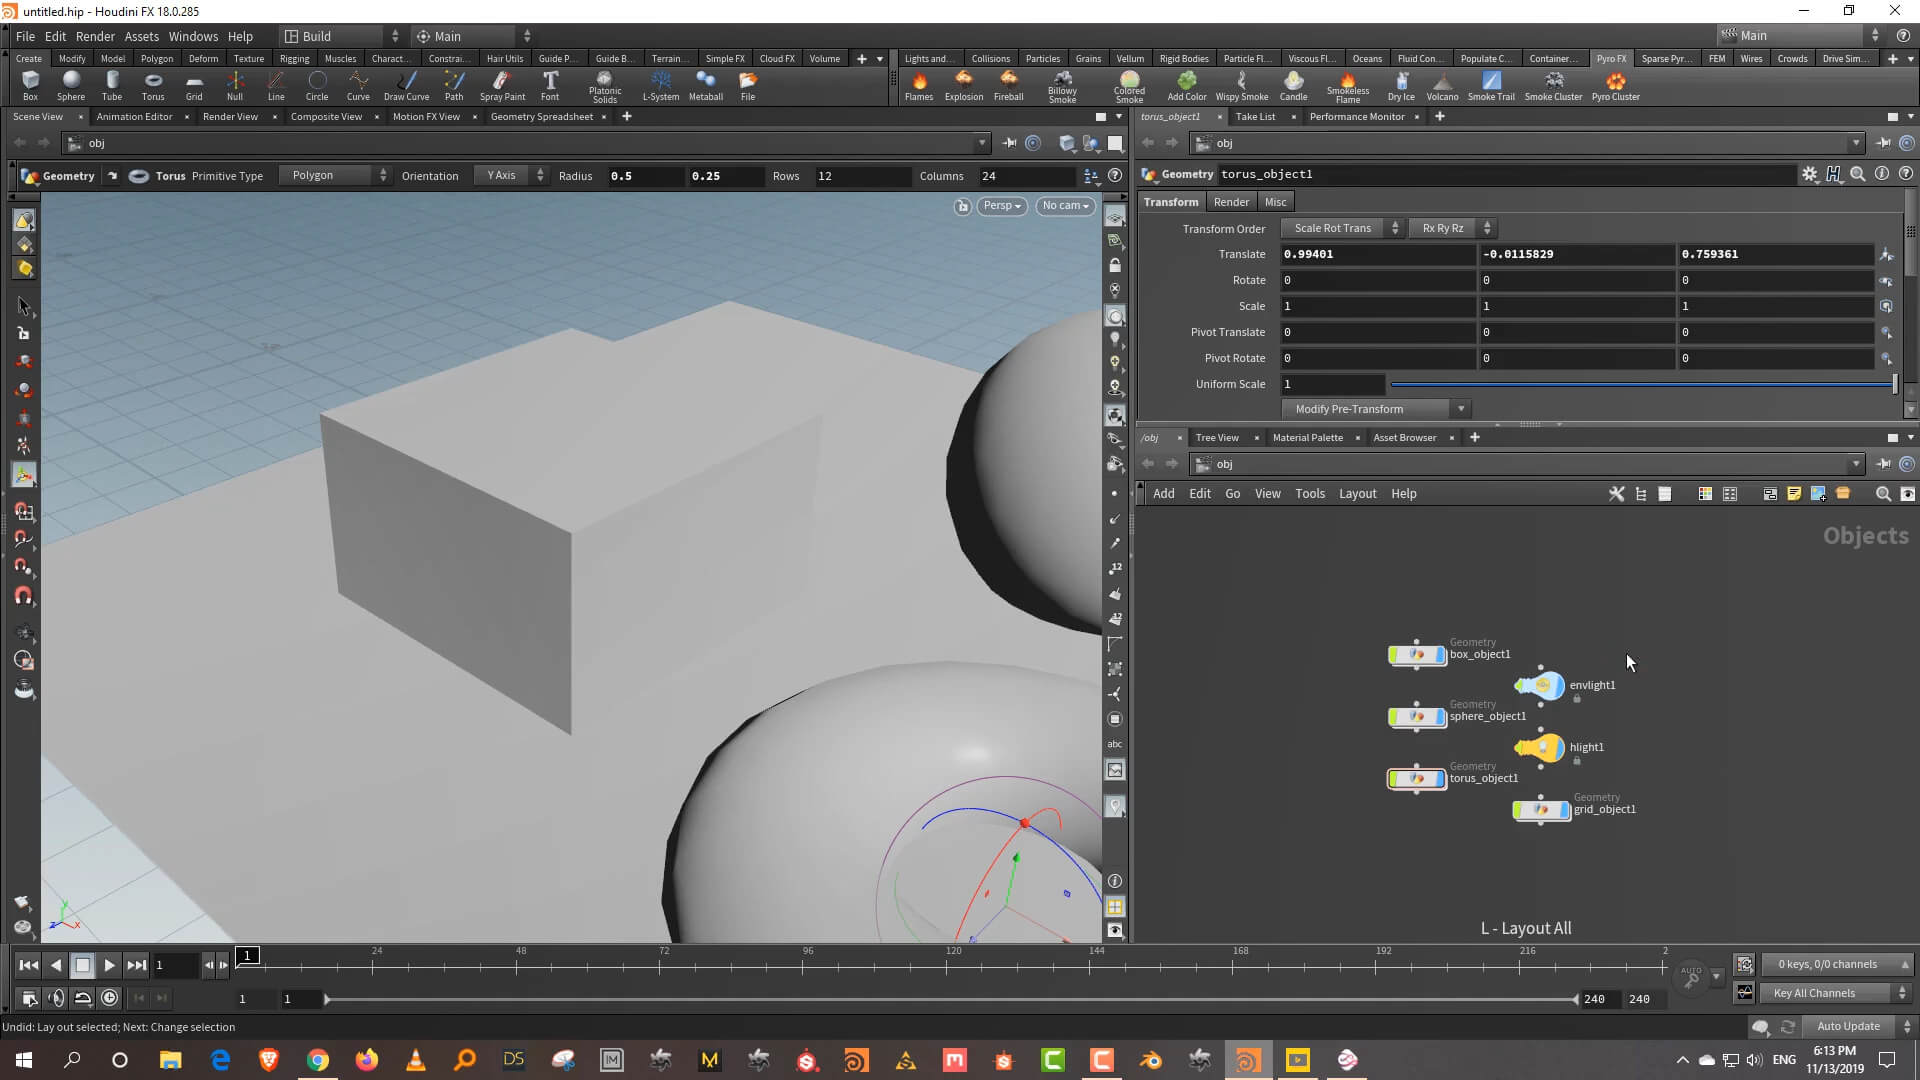 untitled.hip - Houdini FX 18.0.285
File Edit Render Assets Windows Help Build Main Main
Create Modify Model Polygon Deform Texture Rigging Muscles Charact... Constrai... Hair Utils Guide P... Guide B... Terrain... Simple FX Cloud FX Volume
Lights and... Collisions Particles Grains Vellum Rigid Bodies Particle Fl... Viscous Fl... Oceans Fluid Con... Populate C... Container... Pyro FX Sparse Pyr... FEM Wires Crowds Drive Sim...
Box Sphere Tube Torus Grid Null Line Circle Curve Draw Curve Path Spray Paint Font Platonic Solids L-System Metaball File
Flames Explosion Fireball Billowy Smoke Colored Smoke Add Color Wispy Smoke Candle Smokeless Flame Dry Ice Volcano Smoke Trail Smoke Cluster Pyro Cluster
Scene View Animation Editor Render View Composite View Motion FX View Geometry Spreadsheet
torus_object1 Take List Performance Monitor
obj
obj
Geometry Torus Primitive Type Polygon Orientation Y Axis Radius 0.5 0.25 Rows 12 Columns 24
Geometry torus_object1
Persp No cam
Transform Render Misc
Transform Order Scale Rot Trans Rx Ry Rz
Translate 0.99401 -0.0115829 0.759361
Rotate 0 0 0
Scale 1 1 1
Pivot Translate 0 0 0
Pivot Rotate 0 0 0
Uniform Scale 1
Modify Pre-Transform
/obj Tree View Material Palette Asset Browser
obj
Add Edit Go View Tools Layout Help
Objects
Geometry
box_object1
envlight1
Geometry
sphere_object1
hlight1
Geometry
torus_object1
Geometry
grid_object1
L - Layout All
12
12
abc
y
z x
1 1 24 48 72 96 120 144 168 192 216 2
AUTO
0 keys, 0/0 channels
1 1 240 240
Key All Channels
Undid: Lay out selected; Next: Change selection
Auto Update
DS
ENG
6:13 PM
11/13/2019